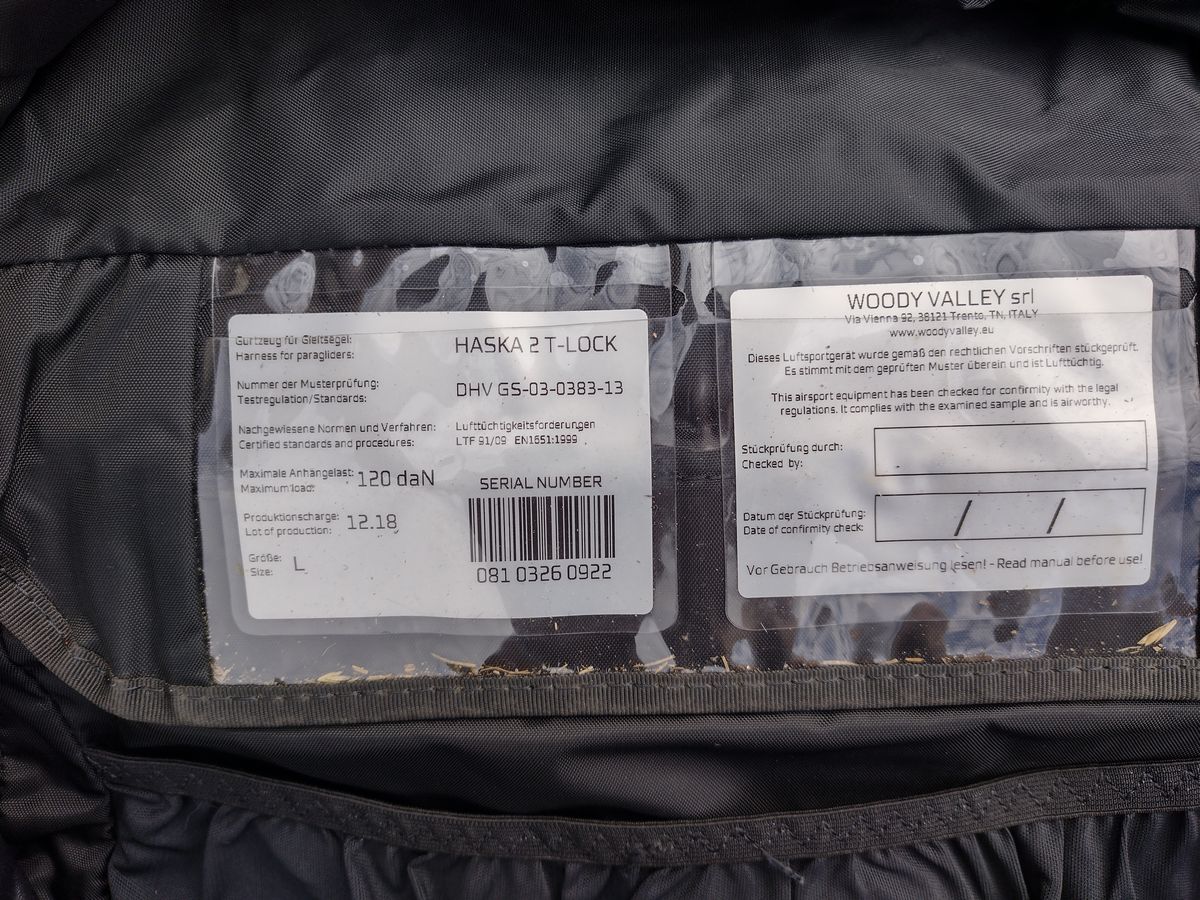 Gurtzeug für Gleitsegel:
Harness for paragliders:
HASKA 2 T-LOCK
Nummer der Musterprüfung:
Testregulation/Standards:
DHV GS-03-0383-13
Nachgewiesene Normen und Verfahren:
Certified standards and procedures:
Lufttüchtigkeitsforderungen
LTF 91/09 EN1651:1999
Maximale Anhängelast:
Maximum load:
120 daN
Produktionscharge:
Lot of production:
12.18
Größe:
Size:
L
SERIAL NUMBER
081 0326 0922
WOODY VALLEY srl
Via Vienna 92, 38121 Trento, TN, ITALY
www.woodyvalley.eu
Dieses Luftsportgerät wurde gemäß den rechtlichen Vorschriften stückgeprüft.
Es stimmt mit dem geprüften Muster überein und ist Lufttüchtig.
This airsport equipment has been checked for confirmity with the legal
regulations. It complies with the examined sample and is airworthy.
Stückprüfung durch:
Checked by:
Datum der Stückprüfung:
Date of confirmity check:
/ /
Vor Gebrauch Betriebsanweisung lesen! - Read manual before use!